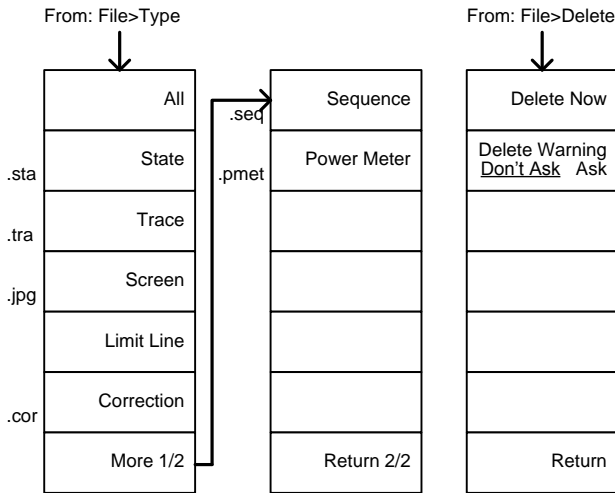 From: File>Type
All
.sta
State
.tra
Trace
.jpg
Screen
Limit Line
.cor
Correction
More 1/2
.seq
Sequence
.pmet
Power Meter
Return 2/2
From: File>Delete
Delete Now
Delete Warning
Don't Ask Ask
Return